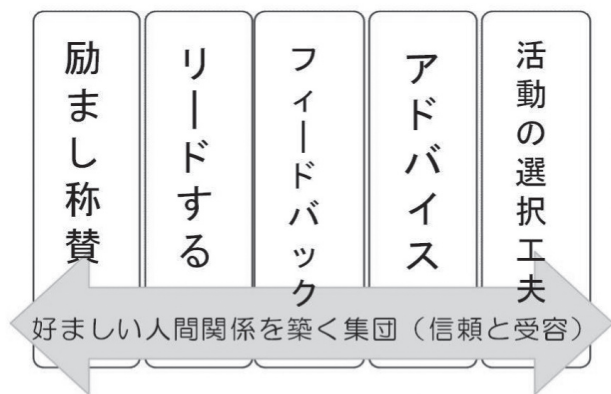 励まし称賛
リードする
フィードバック
アドバイス
活動の選択工夫
好ましい人間関係を築く集団（信頼と受容）